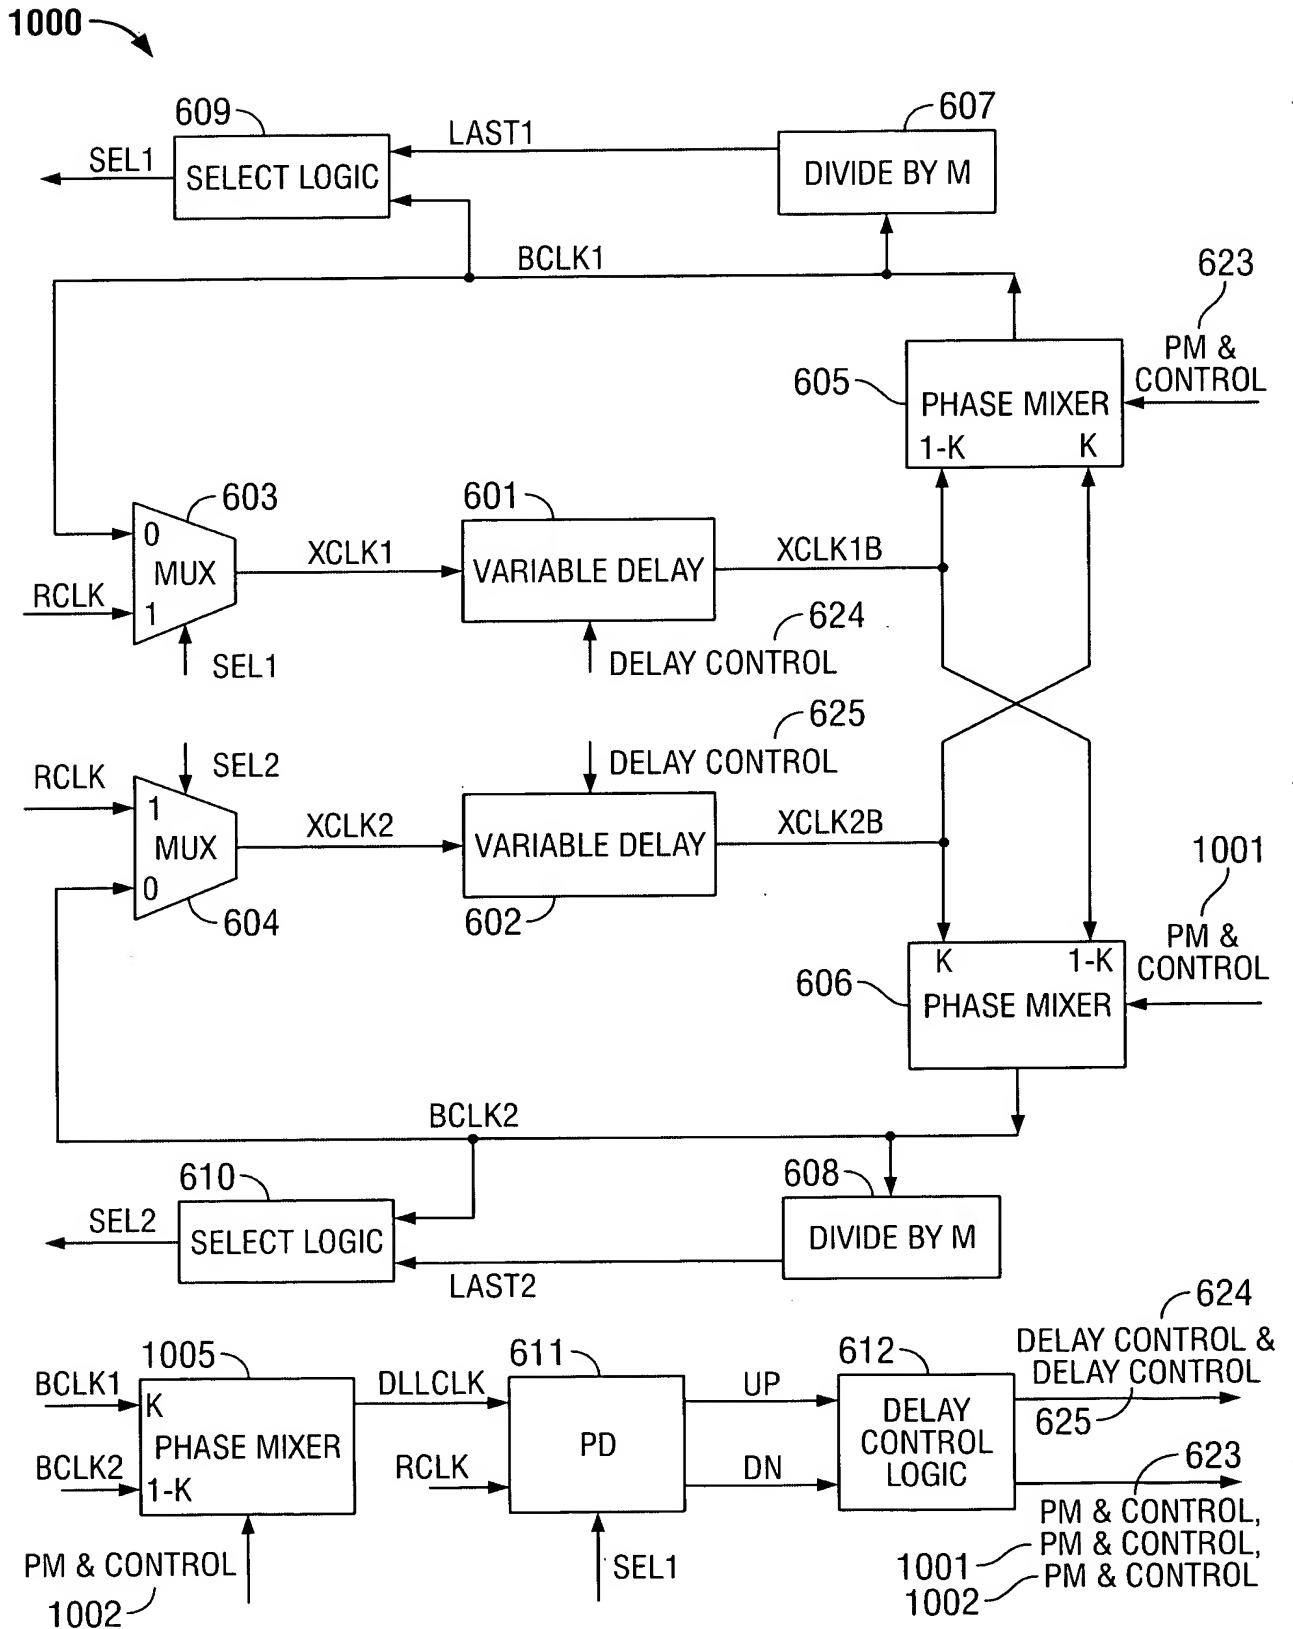 1000
609
607
LAST1
SEL1
SELECT LOGIC
DIVIDE BY M
BCLK1
623
PM &
CONTROL
605
PHASE MIXER
1-K K
603
601
0
XCLK1
XCLK1B
MUX
VARIABLE DELAY
RCLK
1
624
SEL1
DELAY CONTROL
625
SEL2
DELAY CONTROL
RCLK
1
XCLK2
XCLK2B
MUX
VARIABLE DELAY
1001
0
604
602
PM &
CONTROL
K 1-K
606
PHASE MIXER
BCLK2
610
608
SEL2
SELECT LOGIC
DIVIDE BY M
LAST2
624
DELAY CONTROL &
DELAY CONTROL
625
1005
611
612
BCLK1
K
DLLCLK
UP
PHASE MIXER
PD
DELAY
CONTROL
LOGIC
BCLK2
1-K
RCLK
DN
623
PM & CONTROL,
PM & CONTROL,
PM & CONTROL
1001
1002
PM & CONTROL
1002
SEL1